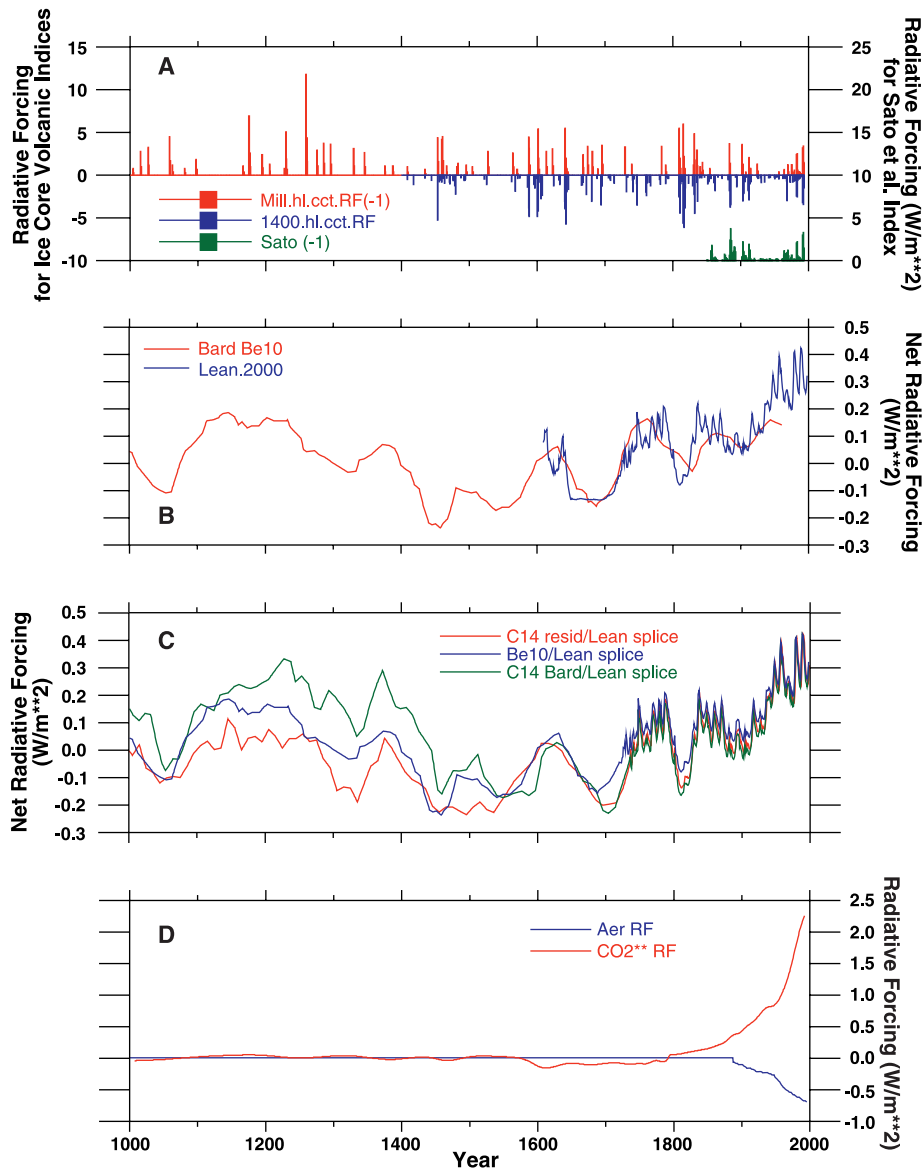 Radiative Forcing
for Ice Core Volcanic Indices
15
10
5
0
-5
-10
A
Mill.hl.cct.RF(-1)
1400.hl.cct.RF
Sato (-1)
25
20
15
10
5
0
Radiative Forcing (W/m**2)
for Sato et al. Index
Bard Be10
Lean.2000
B
0.5
0.4
0.3
0.2
0.1
0.0
-0.1
-0.2
-0.3
Net Radiative Forcing
(W/m**2)
Net Radiative Forcing
(W/m**2)
0.5
0.4
0.3
0.2
0.1
0.0
-0.1
-0.2
-0.3
C
C14 resid/Lean splice
Be10/Lean splice
C14 Bard/Lean splice
D
Aer RF
CO2** RF
2.5
2.0
1.5
1.0
0.5
0.0
-0.5
-1.0
Radiative Forcing (W/m**2)
1000 1200 1400 1600 1800 2000
Year